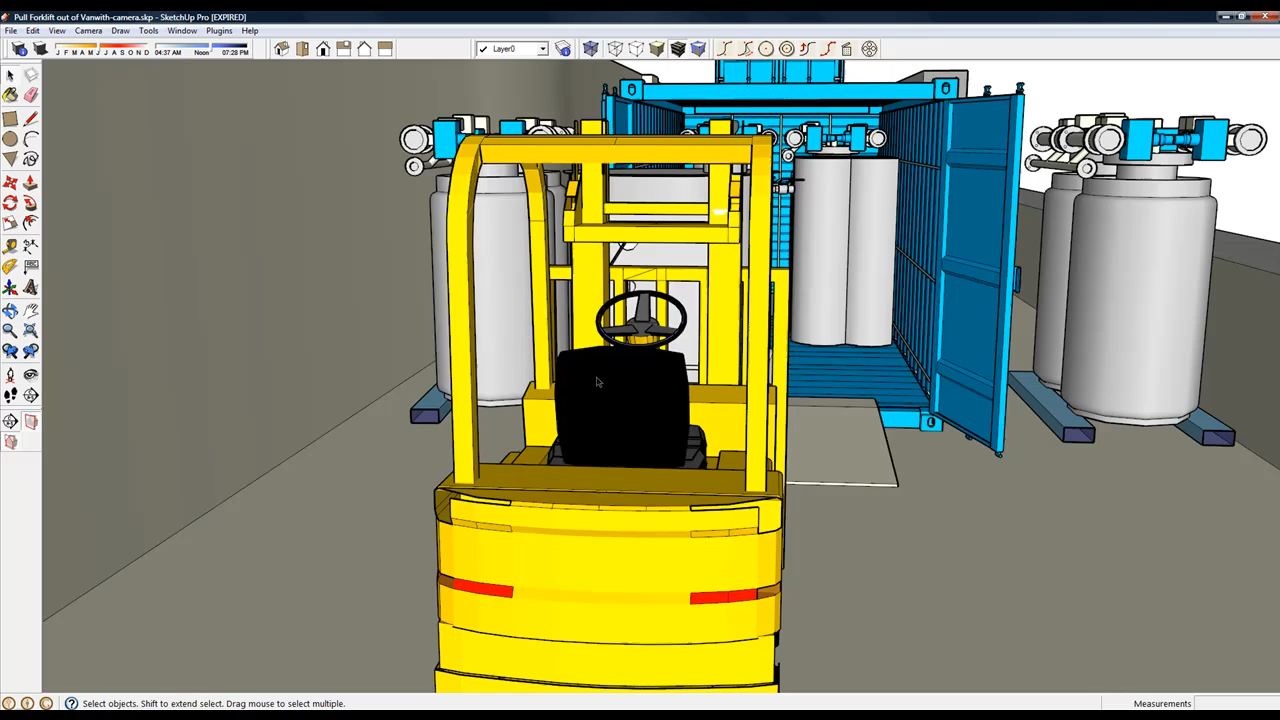 Pull Forklift out of Vanwith-camera.skp - SketchUp Pro [EXPIRED]
File Edit View Camera Draw Tools Window Plugins Help
J F M A M J J A S O N D 04:37 AM Noon 07:28 PM Layer0
Select objects. Shift to extend select. Drag mouse to select multiple. Measurements